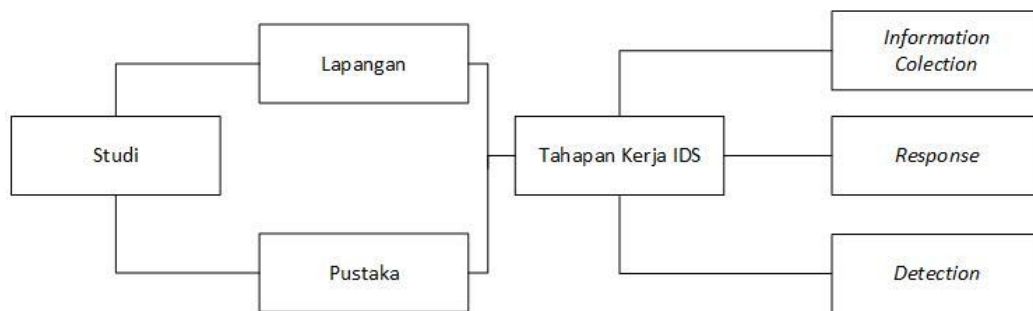 Studi
Lapangan
Pustaka
Tahapan Kerja IDS
Information
Colection
Response
Detection